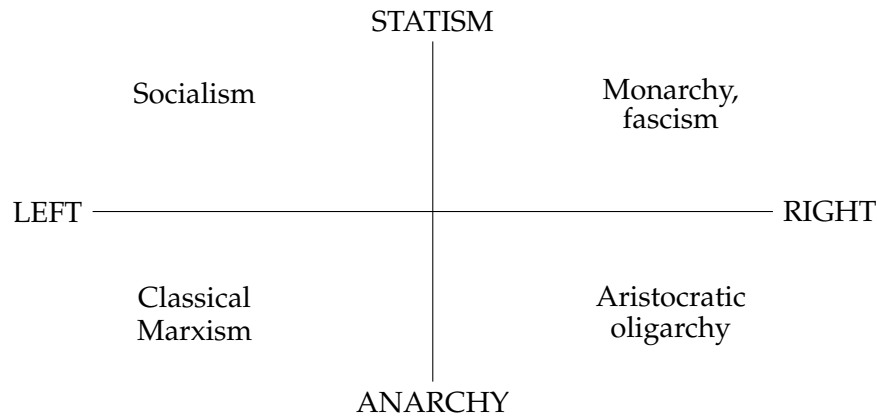 STATISM
Socialism
Monarchy,
fascism
LEFT
RIGHT
Classical
Marxism
Aristocratic
oligarchy
ANARCHY